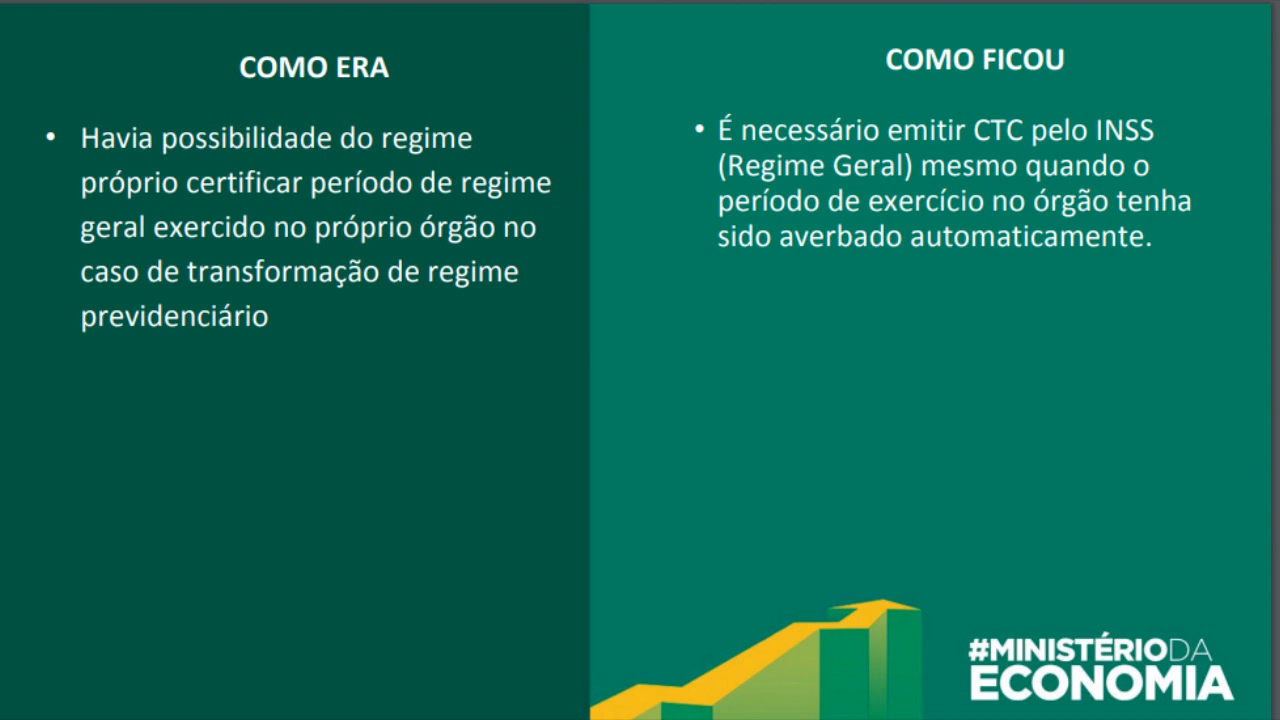 COMO ERA
• Havia possibilidade do regime
próprio certificar período de regime
geral exercido no próprio órgão no
caso de transformação de regime
previdenciário
COMO FICOU
• É necessário emitir CTC pelo INSS
(Regime Geral) mesmo quando o
período de exercício no órgão tenha
sido averbado automaticamente.
#MINISTÉRIODA
ECONOMIA